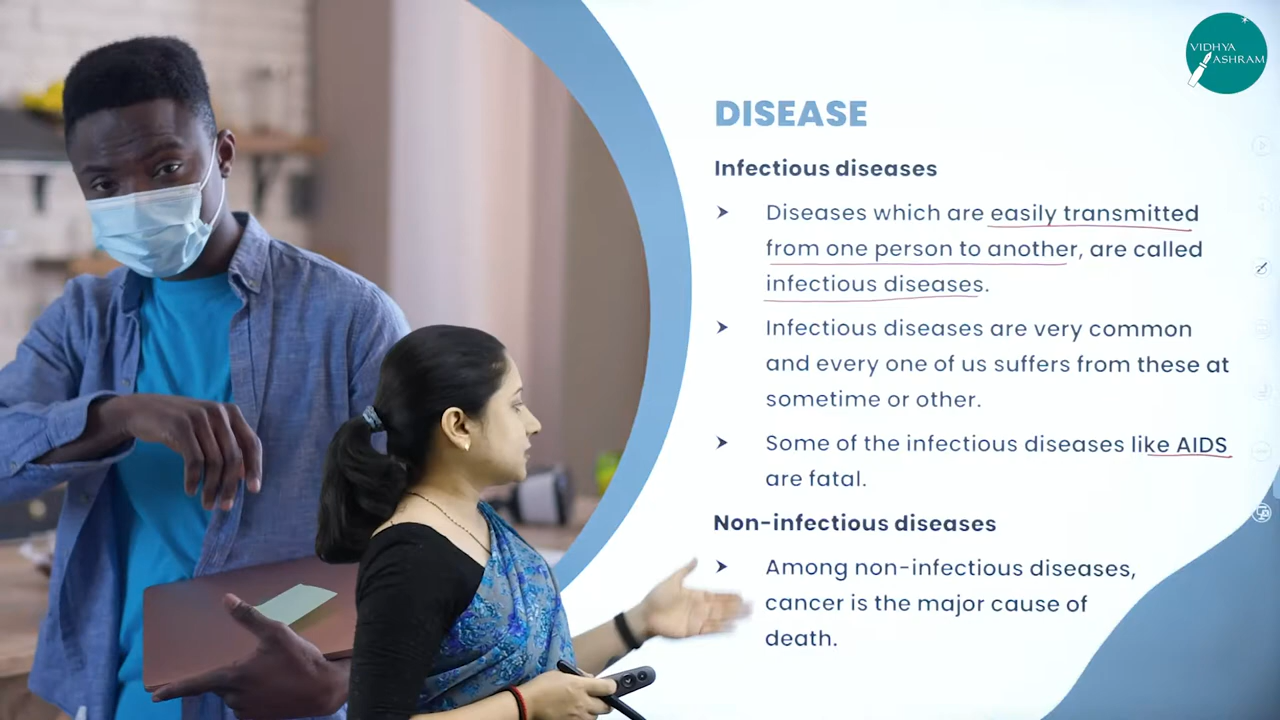 VIDHYA
ASHRAM
DISEASE
Infectious diseases
➤ Diseases which are easily transmitted
from one person to another, are called
infectious diseases.
➤ Infectious diseases are very common
and every one of us suffers from these at
sometime or other.
➤ Some of the infectious diseases like AIDS
are fatal.
Non-infectious diseases
➤ Among non-infectious diseases,
cancer is the major cause of
death.